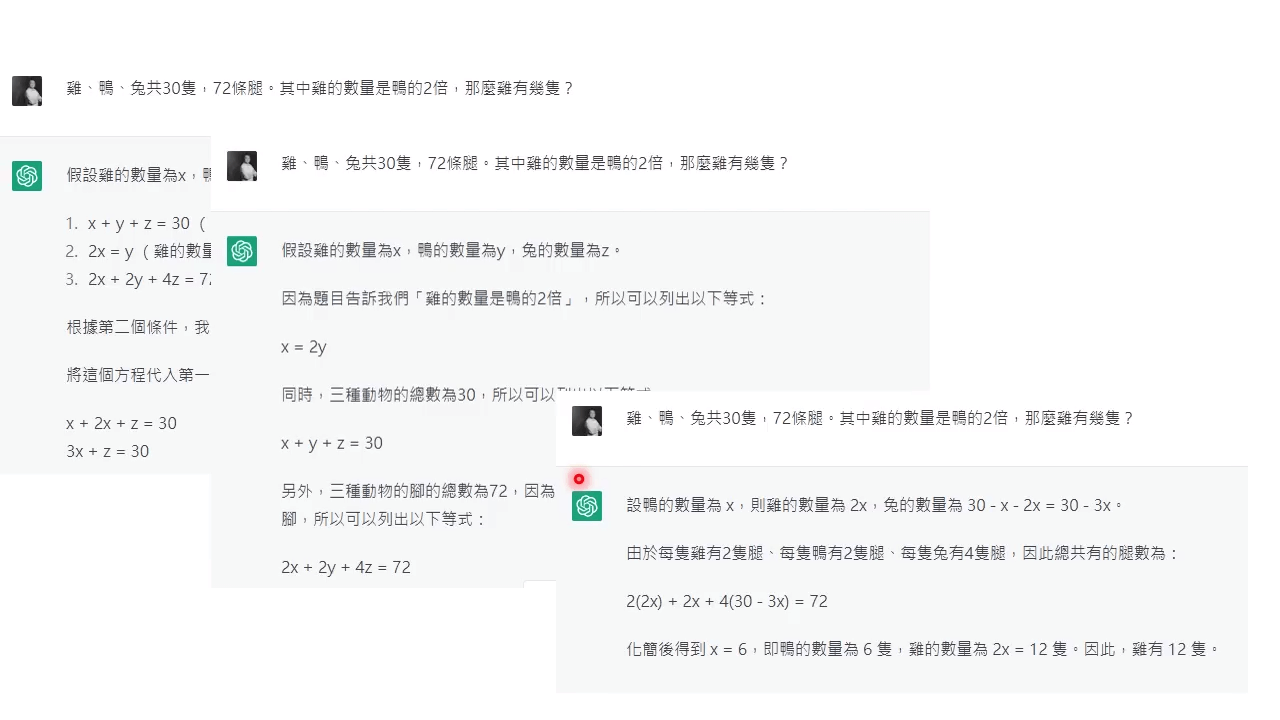 雞、鴨、兔共30隻，72條腿。其中雞的數量是鴨的2倍，那麼雞有幾隻？
假設雞的數量為x，鴨
1. x + y + z = 30（
2. 2x = y（雞的數量
3. 2x + 2y + 4z = 72
根據第二個條件，我
將這個方程代入第一
x + 2x + z = 30
3x + z = 30
雞、鴨、兔共30隻，72條腿。其中雞的數量是鴨的2倍，那麼雞有幾隻？
假設雞的數量為x，鴨的數量為y，兔的數量為z。
因為題目告訴我們「雞的數量是鴨的2倍」，所以可以列出以下等式：
x = 2y
同時，三種動物的總數為30，所以可以列出以下等式
x + y + z = 30
另外，三種動物的腳的總數為72，因為
腳，所以可以列出以下等式：
2x + 2y + 4z = 72
雞、鴨、兔共30隻，72條腿。其中雞的數量是鴨的2倍，那麼雞有幾隻？
設鴨的數量為 x，則雞的數量為 2x，兔的數量為 30 - x - 2x = 30 - 3x。
由於每隻雞有2隻腿、每隻鴨有2隻腿、每隻兔有4隻腿，因此總共有的腿數為：
2(2x) + 2x + 4(30 - 3x) = 72
化簡後得到 x = 6，即鴨的數量為 6 隻，雞的數量為 2x = 12 隻。因此，雞有 12 隻。